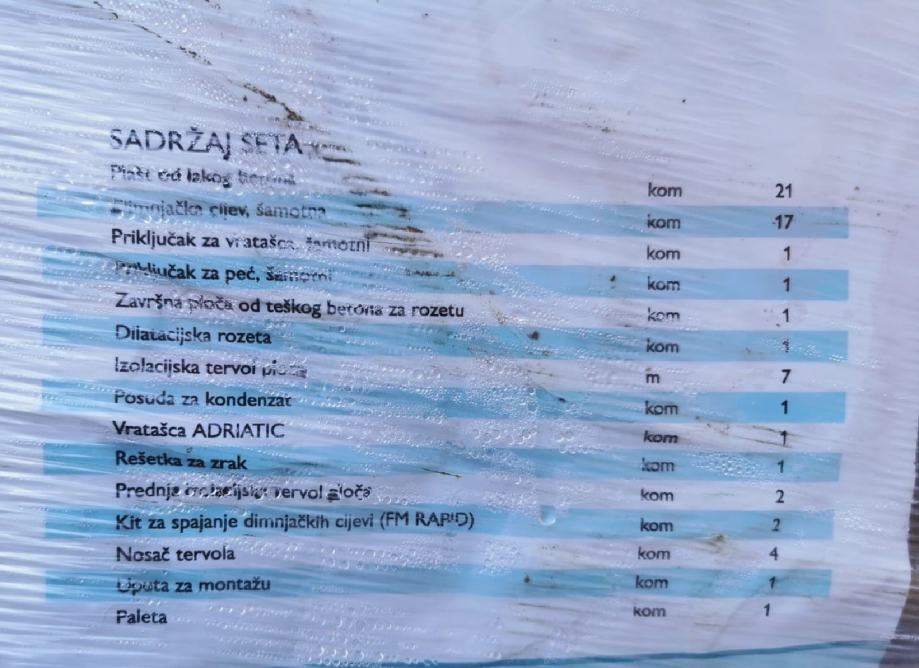 SADRŽAJ SETA
Plašt od lakog betona kom 21
Dimnjačka cijev, šamotna kom 17
Priključak za vratašca, šamotni kom 1
Priključak za peć, šamotni kom 1
Završna ploča od teškog betona za rozetu kom 1
Dilatacijska rozeta kom 1
Izolacijska tervol ploča m 7
Posuda za kondenzat kom 1
Vratašca ADRIATIC kom 1
Rešetka za zrak kom 1
Prednja izolacijska tervol ploča kom 2
Kit za spajanje dimnjačkih cijevi (FM RAPID) kom 2
Nosač tervola kom 4
Uputa za montažu kom 1
Paleta kom 1